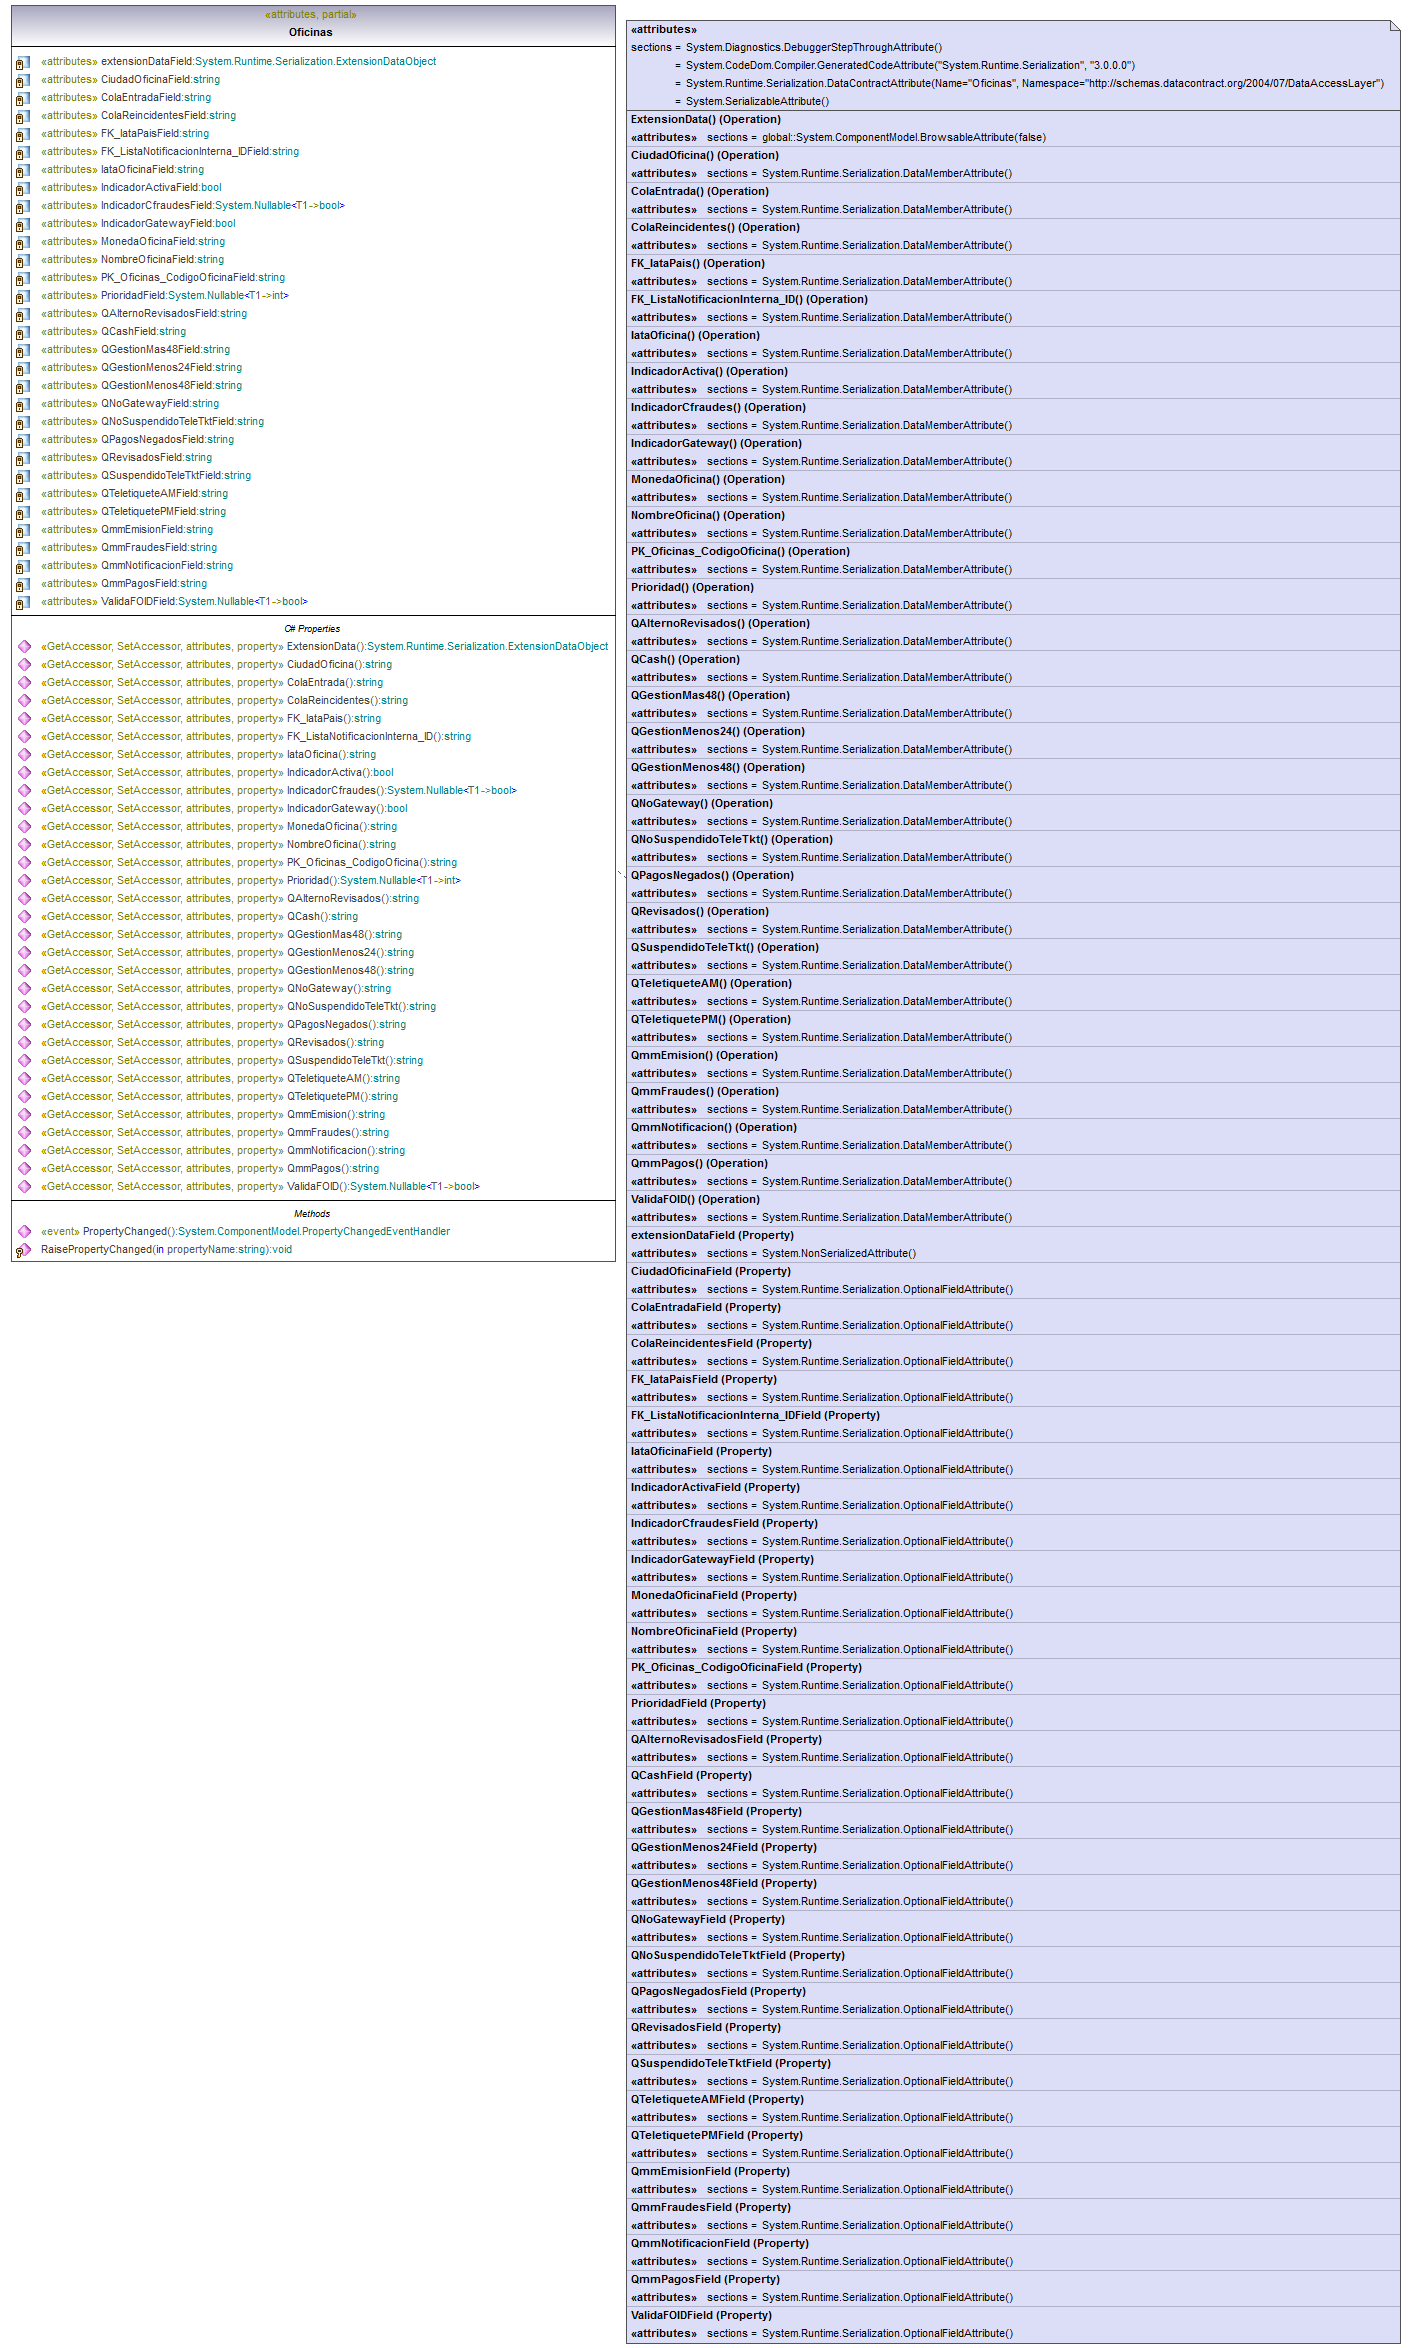 «attributes, partial»
Oficinas
«attributes» extensionDataField:System.Runtime.Serialization.ExtensionDataObject
«attributes» CiudadOficinaField:string
«attributes» ColaEntradaField:string
«attributes» ColaReincidentesField:string
«attributes» FK_IataPaisField:string
«attributes» FK_ListaNotificacionInterna_IDField:string
«attributes» IataOficinaField:string
«attributes» IndicadorActivaField:bool
«attributes» IndicadorCfraudesField:System.Nullable<T1->bool>
«attributes» IndicadorGatewayField:bool
«attributes» MonedaOficinaField:string
«attributes» NombreOficinaField:string
«attributes» PK_Oficinas_CodigoOficinaField:string
«attributes» PrioridadField:System.Nullable<T1->int>
«attributes» QAlternoRevisadosField:string
«attributes» QCashField:string
«attributes» QGestionMas48Field:string
«attributes» QGestionMenos24Field:string
«attributes» QGestionMenos48Field:string
«attributes» QNoGatewayField:string
«attributes» QNoSuspendidoTeleTktField:string
«attributes» QPagosNegadosField:string
«attributes» QRevisadosField:string
«attributes» QSuspendidoTeleTktField:string
«attributes» QTeletiqueteAMField:string
«attributes» QTeletiquetePMField:string
«attributes» QmmEmisionField:string
«attributes» QmmFraudesField:string
«attributes» QmmNotificacionField:string
«attributes» QmmPagosField:string
«attributes» ValidaFOIDField:System.Nullable<T1->bool>
C# Properties
«GetAccessor, SetAccessor, attributes, property» ExtensionData():System.Runtime.Serialization.ExtensionDataObject
«GetAccessor, SetAccessor, attributes, property» CiudadOficina():string
«GetAccessor, SetAccessor, attributes, property» ColaEntrada():string
«GetAccessor, SetAccessor, attributes, property» ColaReincidentes():string
«GetAccessor, SetAccessor, attributes, property» FK_IataPais():string
«GetAccessor, SetAccessor, attributes, property» FK_ListaNotificacionInterna_ID():string
«GetAccessor, SetAccessor, attributes, property» IataOficina():string
«GetAccessor, SetAccessor, attributes, property» IndicadorActiva():bool
«GetAccessor, SetAccessor, attributes, property» IndicadorCfraudes():System.Nullable<T1->bool>
«GetAccessor, SetAccessor, attributes, property» IndicadorGateway():bool
«GetAccessor, SetAccessor, attributes, property» MonedaOficina():string
«GetAccessor, SetAccessor, attributes, property» NombreOficina():string
«GetAccessor, SetAccessor, attributes, property» PK_Oficinas_CodigoOficina():string
«GetAccessor, SetAccessor, attributes, property» Prioridad():System.Nullable<T1->int>
«GetAccessor, SetAccessor, attributes, property» QAlternoRevisados():string
«GetAccessor, SetAccessor, attributes, property» QCash():string
«GetAccessor, SetAccessor, attributes, property» QGestionMas48():string
«GetAccessor, SetAccessor, attributes, property» QGestionMenos24():string
«GetAccessor, SetAccessor, attributes, property» QGestionMenos48():string
«GetAccessor, SetAccessor, attributes, property» QNoGateway():string
«GetAccessor, SetAccessor, attributes, property» QNoSuspendidoTeleTkt():string
«GetAccessor, SetAccessor, attributes, property» QPagosNegados():string
«GetAccessor, SetAccessor, attributes, property» QRevisados():string
«GetAccessor, SetAccessor, attributes, property» QSuspendidoTeleTkt():string
«GetAccessor, SetAccessor, attributes, property» QTeletiqueteAM():string
«GetAccessor, SetAccessor, attributes, property» QTeletiquetePM():string
«GetAccessor, SetAccessor, attributes, property» QmmEmision():string
«GetAccessor, SetAccessor, attributes, property» QmmFraudes():string
«GetAccessor, SetAccessor, attributes, property» QmmNotificacion():string
«GetAccessor, SetAccessor, attributes, property» QmmPagos():string
«GetAccessor, SetAccessor, attributes, property» ValidaFOID():System.Nullable<T1->bool>
Methods
«event» PropertyChanged():System.ComponentModel.PropertyChangedEventHandler
RaisePropertyChanged(in propertyName:string):void
«attributes»
sections = System.Diagnostics.DebuggerStepThroughAttribute()
= System.CodeDom.Compiler.GeneratedCodeAttribute("System.Runtime.Serialization", "3.0.0.0")
= System.Runtime.Serialization.DataContractAttribute(Name="Oficinas", Namespace="http://schemas.datacontract.org/2004/07/DataAccessLayer")
= System.SerializableAttribute()
ExtensionData() (Operation)
«attributes» sections = global::System.ComponentModel.BrowsableAttribute(false)
CiudadOficina() (Operation)
«attributes» sections = System.Runtime.Serialization.DataMemberAttribute()
ColaEntrada() (Operation)
«attributes» sections = System.Runtime.Serialization.DataMemberAttribute()
ColaReincidentes() (Operation)
«attributes» sections = System.Runtime.Serialization.DataMemberAttribute()
FK_IataPais() (Operation)
«attributes» sections = System.Runtime.Serialization.DataMemberAttribute()
FK_ListaNotificacionInterna_ID() (Operation)
«attributes» sections = System.Runtime.Serialization.DataMemberAttribute()
IataOficina() (Operation)
«attributes» sections = System.Runtime.Serialization.DataMemberAttribute()
IndicadorActiva() (Operation)
«attributes» sections = System.Runtime.Serialization.DataMemberAttribute()
IndicadorCfraudes() (Operation)
«attributes» sections = System.Runtime.Serialization.DataMemberAttribute()
IndicadorGateway() (Operation)
«attributes» sections = System.Runtime.Serialization.DataMemberAttribute()
MonedaOficina() (Operation)
«attributes» sections = System.Runtime.Serialization.DataMemberAttribute()
NombreOficina() (Operation)
«attributes» sections = System.Runtime.Serialization.DataMemberAttribute()
PK_Oficinas_CodigoOficina() (Operation)
«attributes» sections = System.Runtime.Serialization.DataMemberAttribute()
Prioridad() (Operation)
«attributes» sections = System.Runtime.Serialization.DataMemberAttribute()
QAlternoRevisados() (Operation)
«attributes» sections = System.Runtime.Serialization.DataMemberAttribute()
QCash() (Operation)
«attributes» sections = System.Runtime.Serialization.DataMemberAttribute()
QGestionMas48() (Operation)
«attributes» sections = System.Runtime.Serialization.DataMemberAttribute()
QGestionMenos24() (Operation)
«attributes» sections = System.Runtime.Serialization.DataMemberAttribute()
QGestionMenos48() (Operation)
«attributes» sections = System.Runtime.Serialization.DataMemberAttribute()
QNoGateway() (Operation)
«attributes» sections = System.Runtime.Serialization.DataMemberAttribute()
QNoSuspendidoTeleTkt() (Operation)
«attributes» sections = System.Runtime.Serialization.DataMemberAttribute()
QPagosNegados() (Operation)
«attributes» sections = System.Runtime.Serialization.DataMemberAttribute()
QRevisados() (Operation)
«attributes» sections = System.Runtime.Serialization.DataMemberAttribute()
QSuspendidoTeleTkt() (Operation)
«attributes» sections = System.Runtime.Serialization.DataMemberAttribute()
QTeletiqueteAM() (Operation)
«attributes» sections = System.Runtime.Serialization.DataMemberAttribute()
QTeletiquetePM() (Operation)
«attributes» sections = System.Runtime.Serialization.DataMemberAttribute()
QmmEmision() (Operation)
«attributes» sections = System.Runtime.Serialization.DataMemberAttribute()
QmmFraudes() (Operation)
«attributes» sections = System.Runtime.Serialization.DataMemberAttribute()
QmmNotificacion() (Operation)
«attributes» sections = System.Runtime.Serialization.DataMemberAttribute()
QmmPagos() (Operation)
«attributes» sections = System.Runtime.Serialization.DataMemberAttribute()
ValidaFOID() (Operation)
«attributes» sections = System.Runtime.Serialization.DataMemberAttribute()
extensionDataField (Property)
«attributes» sections = System.NonSerializedAttribute()
CiudadOficinaField (Property)
«attributes» sections = System.Runtime.Serialization.OptionalFieldAttribute()
ColaEntradaField (Property)
«attributes» sections = System.Runtime.Serialization.OptionalFieldAttribute()
ColaReincidentesField (Property)
«attributes» sections = System.Runtime.Serialization.OptionalFieldAttribute()
FK_IataPaisField (Property)
«attributes» sections = System.Runtime.Serialization.OptionalFieldAttribute()
FK_ListaNotificacionInterna_IDField (Property)
«attributes» sections = System.Runtime.Serialization.OptionalFieldAttribute()
IataOficinaField (Property)
«attributes» sections = System.Runtime.Serialization.OptionalFieldAttribute()
IndicadorActivaField (Property)
«attributes» sections = System.Runtime.Serialization.OptionalFieldAttribute()
IndicadorCfraudesField (Property)
«attributes» sections = System.Runtime.Serialization.OptionalFieldAttribute()
IndicadorGatewayField (Property)
«attributes» sections = System.Runtime.Serialization.OptionalFieldAttribute()
MonedaOficinaField (Property)
«attributes» sections = System.Runtime.Serialization.OptionalFieldAttribute()
NombreOficinaField (Property)
«attributes» sections = System.Runtime.Serialization.OptionalFieldAttribute()
PK_Oficinas_CodigoOficinaField (Property)
«attributes» sections = System.Runtime.Serialization.OptionalFieldAttribute()
PrioridadField (Property)
«attributes» sections = System.Runtime.Serialization.OptionalFieldAttribute()
QAlternoRevisadosField (Property)
«attributes» sections = System.Runtime.Serialization.OptionalFieldAttribute()
QCashField (Property)
«attributes» sections = System.Runtime.Serialization.OptionalFieldAttribute()
QGestionMas48Field (Property)
«attributes» sections = System.Runtime.Serialization.OptionalFieldAttribute()
QGestionMenos24Field (Property)
«attributes» sections = System.Runtime.Serialization.OptionalFieldAttribute()
QGestionMenos48Field (Property)
«attributes» sections = System.Runtime.Serialization.OptionalFieldAttribute()
QNoGatewayField (Property)
«attributes» sections = System.Runtime.Serialization.OptionalFieldAttribute()
QNoSuspendidoTeleTktField (Property)
«attributes» sections = System.Runtime.Serialization.OptionalFieldAttribute()
QPagosNegadosField (Property)
«attributes» sections = System.Runtime.Serialization.OptionalFieldAttribute()
QRevisadosField (Property)
«attributes» sections = System.Runtime.Serialization.OptionalFieldAttribute()
QSuspendidoTeleTktField (Property)
«attributes» sections = System.Runtime.Serialization.OptionalFieldAttribute()
QTeletiqueteAMField (Property)
«attributes» sections = System.Runtime.Serialization.OptionalFieldAttribute()
QTeletiquetePMField (Property)
«attributes» sections = System.Runtime.Serialization.OptionalFieldAttribute()
QmmEmisionField (Property)
«attributes» sections = System.Runtime.Serialization.OptionalFieldAttribute()
QmmFraudesField (Property)
«attributes» sections = System.Runtime.Serialization.OptionalFieldAttribute()
QmmNotificacionField (Property)
«attributes» sections = System.Runtime.Serialization.OptionalFieldAttribute()
QmmPagosField (Property)
«attributes» sections = System.Runtime.Serialization.OptionalFieldAttribute()
ValidaFOIDField (Property)
«attributes» sections = System.Runtime.Serialization.OptionalFieldAttribute()